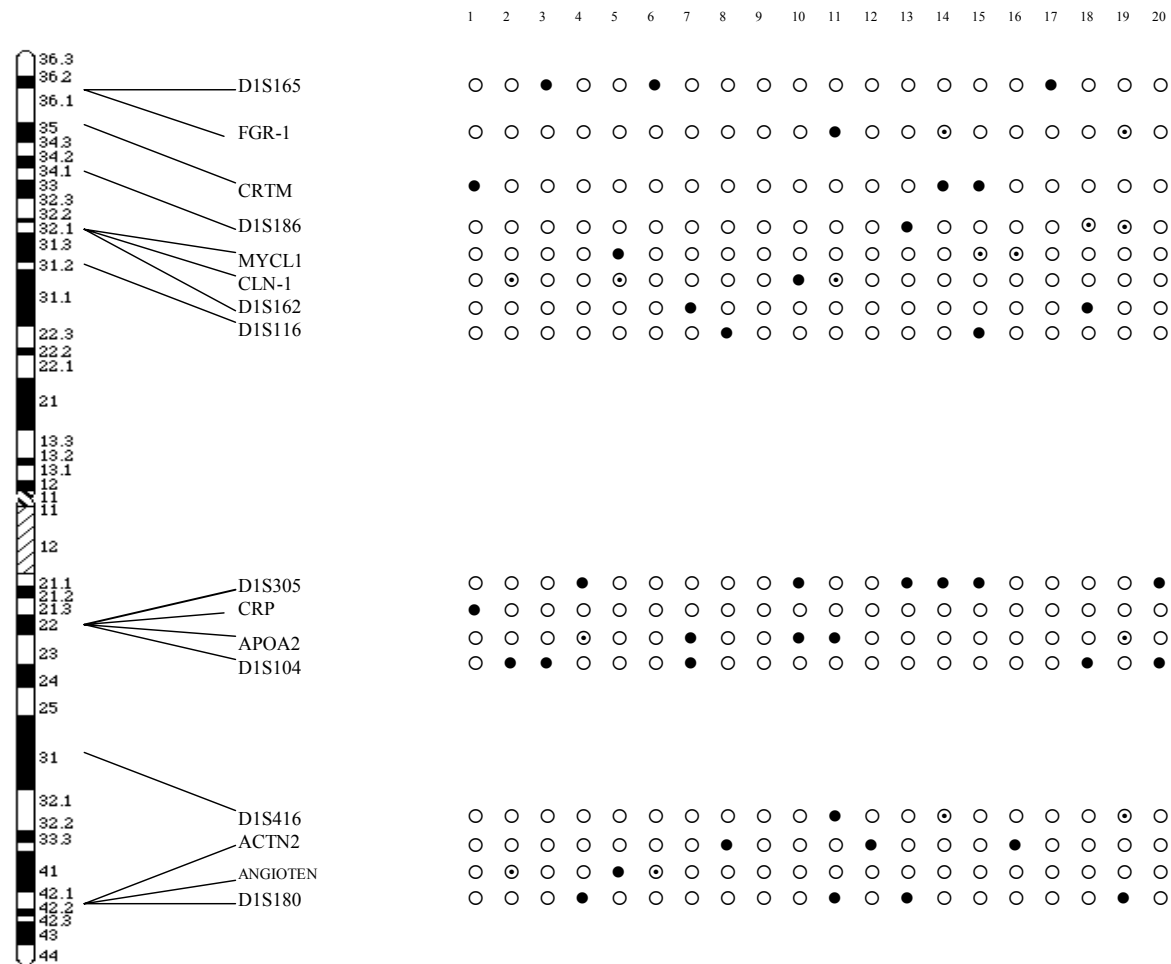 1 2 3 4 5 6 7 8 9 10 11 12 13 14 15 16 17 18 19 20
36.3
36.2
D1S165
36.1
35
FGR-1
34.3
34.2
34.1
33
CRTM
32.3
32.2
D1S186
32.1
31.3
MYCL1
31.2
CLN-1
31.1
D1S162
D1S116
22.3
22.2
22.1
21
13.3
13.2
13.1
12
11
11
12
21.1
D1S305
21.2
21.3
CRP
22
APOA2
23
D1S104
24
25
31
32.1
D1S416
32.2
33.3
ACTN2
41
ANGIOTEN
42.1
D1S180
42.2
42.3
43
44